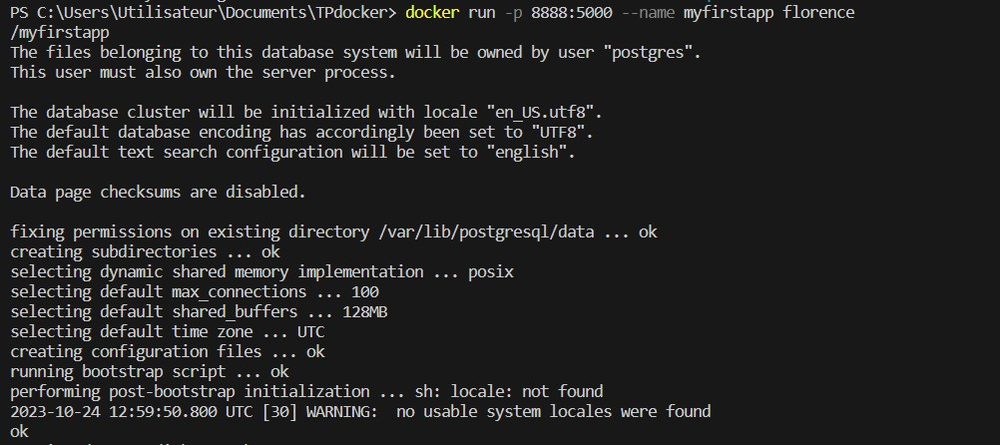 PS C:\Users\Utilisateur\Documents\TPdocker> docker run -p 8888:5000 --name myfirstapp florence
/myfirstapp
The files belonging to this database system will be owned by user "postgres".
This user must also own the server process.
The database cluster will be initialized with locale "en_US.utf8".
The default database encoding has accordingly been set to "UTF8".
The default text search configuration will be set to "english".
Data page checksums are disabled.
fixing permissions on existing directory /var/lib/postgresql/data ... ok
creating subdirectories ... ok
selecting dynamic shared memory implementation ... posix
selecting default max_connections ... 100
selecting default shared_buffers ... 128MB
selecting default time zone ... UTC
creating configuration files ... ok
running bootstrap script ... ok
performing post-bootstrap initialization ... sh: locale: not found
2023-10-24 12:59:50.800 UTC [30] WARNING:  no usable system locales were found
ok